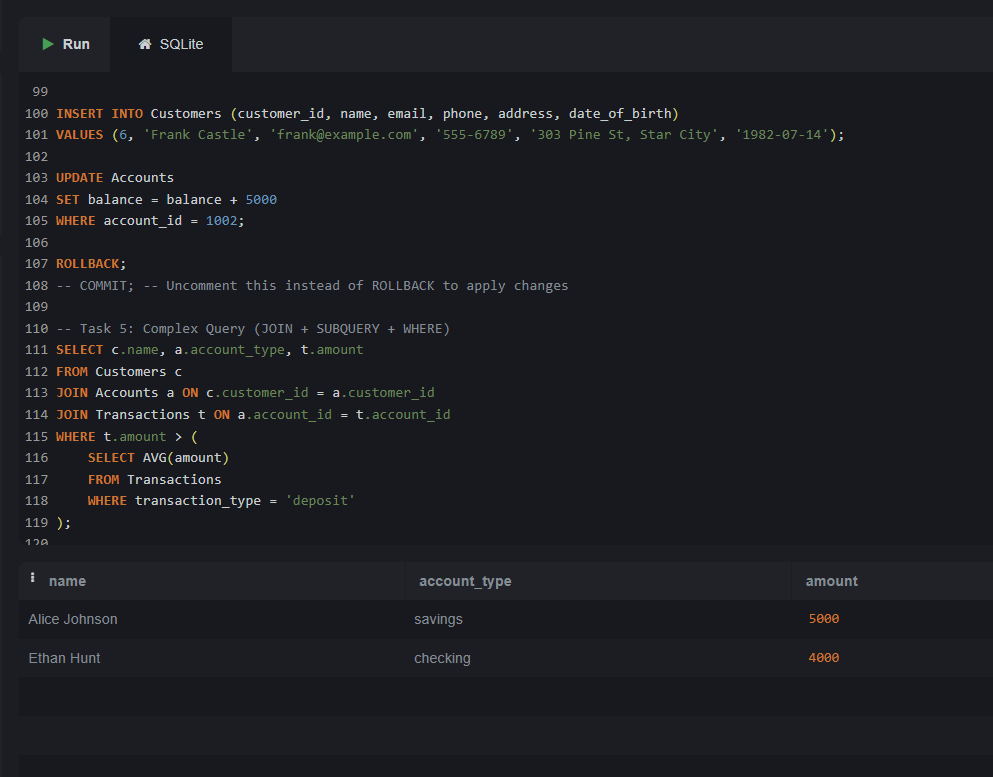 Run SQLite
99
100 INSERT INTO Customers (customer_id, name, email, phone, address, date_of_birth)
101 VALUES (6, 'Frank Castle', 'frank@example.com', '555-6789', '303 Pine St, Star City', '1982-07-14');
102
103 UPDATE Accounts
104 SET balance = balance + 5000
105 WHERE account_id = 1002;
106
107 ROLLBACK;
108 -- COMMIT; -- Uncomment this instead of ROLLBACK to apply changes
109
110 -- Task 5: Complex Query (JOIN + SUBQUERY + WHERE)
111 SELECT c.name, a.account_type, t.amount
112 FROM Customers c
113 JOIN Accounts a ON c.customer_id = a.customer_id
114 JOIN Transactions t ON a.account_id = t.account_id
115 WHERE t.amount > (
116     SELECT AVG(amount)
117     FROM Transactions
118     WHERE transaction_type = 'deposit'
119 );
120
name account_type amount
Alice Johnson savings 5000
Ethan Hunt checking 4000